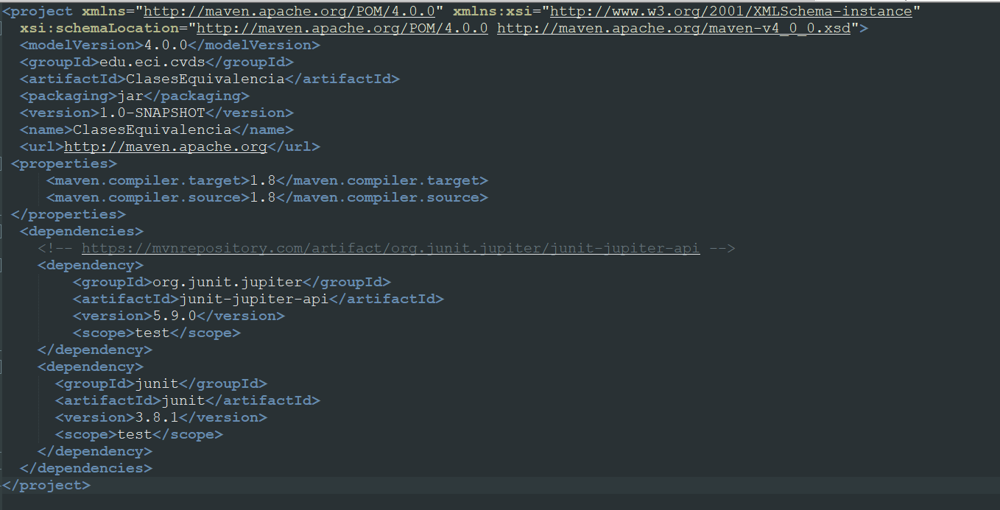 <project xmlns="http://maven.apache.org/POM/4.0.0" xmlns:xsi="http://www.w3.org/2001/XMLSchema-instance"
  xsi:schemaLocation="http://maven.apache.org/POM/4.0.0 http://maven.apache.org/maven-v4_0_0.xsd">
  <modelVersion>4.0.0</modelVersion>
  <groupId>edu.eci.cvds</groupId>
  <artifactId>ClasesEquivalencia</artifactId>
  <packaging>jar</packaging>
  <version>1.0-SNAPSHOT</version>
  <name>ClasesEquivalencia</name>
  <url>http://maven.apache.org</url>
 <properties>
     <maven.compiler.target>1.8</maven.compiler.target>
     <maven.compiler.source>1.8</maven.compiler.source>
 </properties>
  <dependencies>
    <!-- https://mvnrepository.com/artifact/org.junit.jupiter/junit-jupiter-api -->
    <dependency>
        <groupId>org.junit.jupiter</groupId>
        <artifactId>junit-jupiter-api</artifactId>
        <version>5.9.0</version>
        <scope>test</scope>
    </dependency>
    <dependency>
      <groupId>junit</groupId>
      <artifactId>junit</artifactId>
      <version>3.8.1</version>
      <scope>test</scope>
    </dependency>
  </dependencies>
</project>